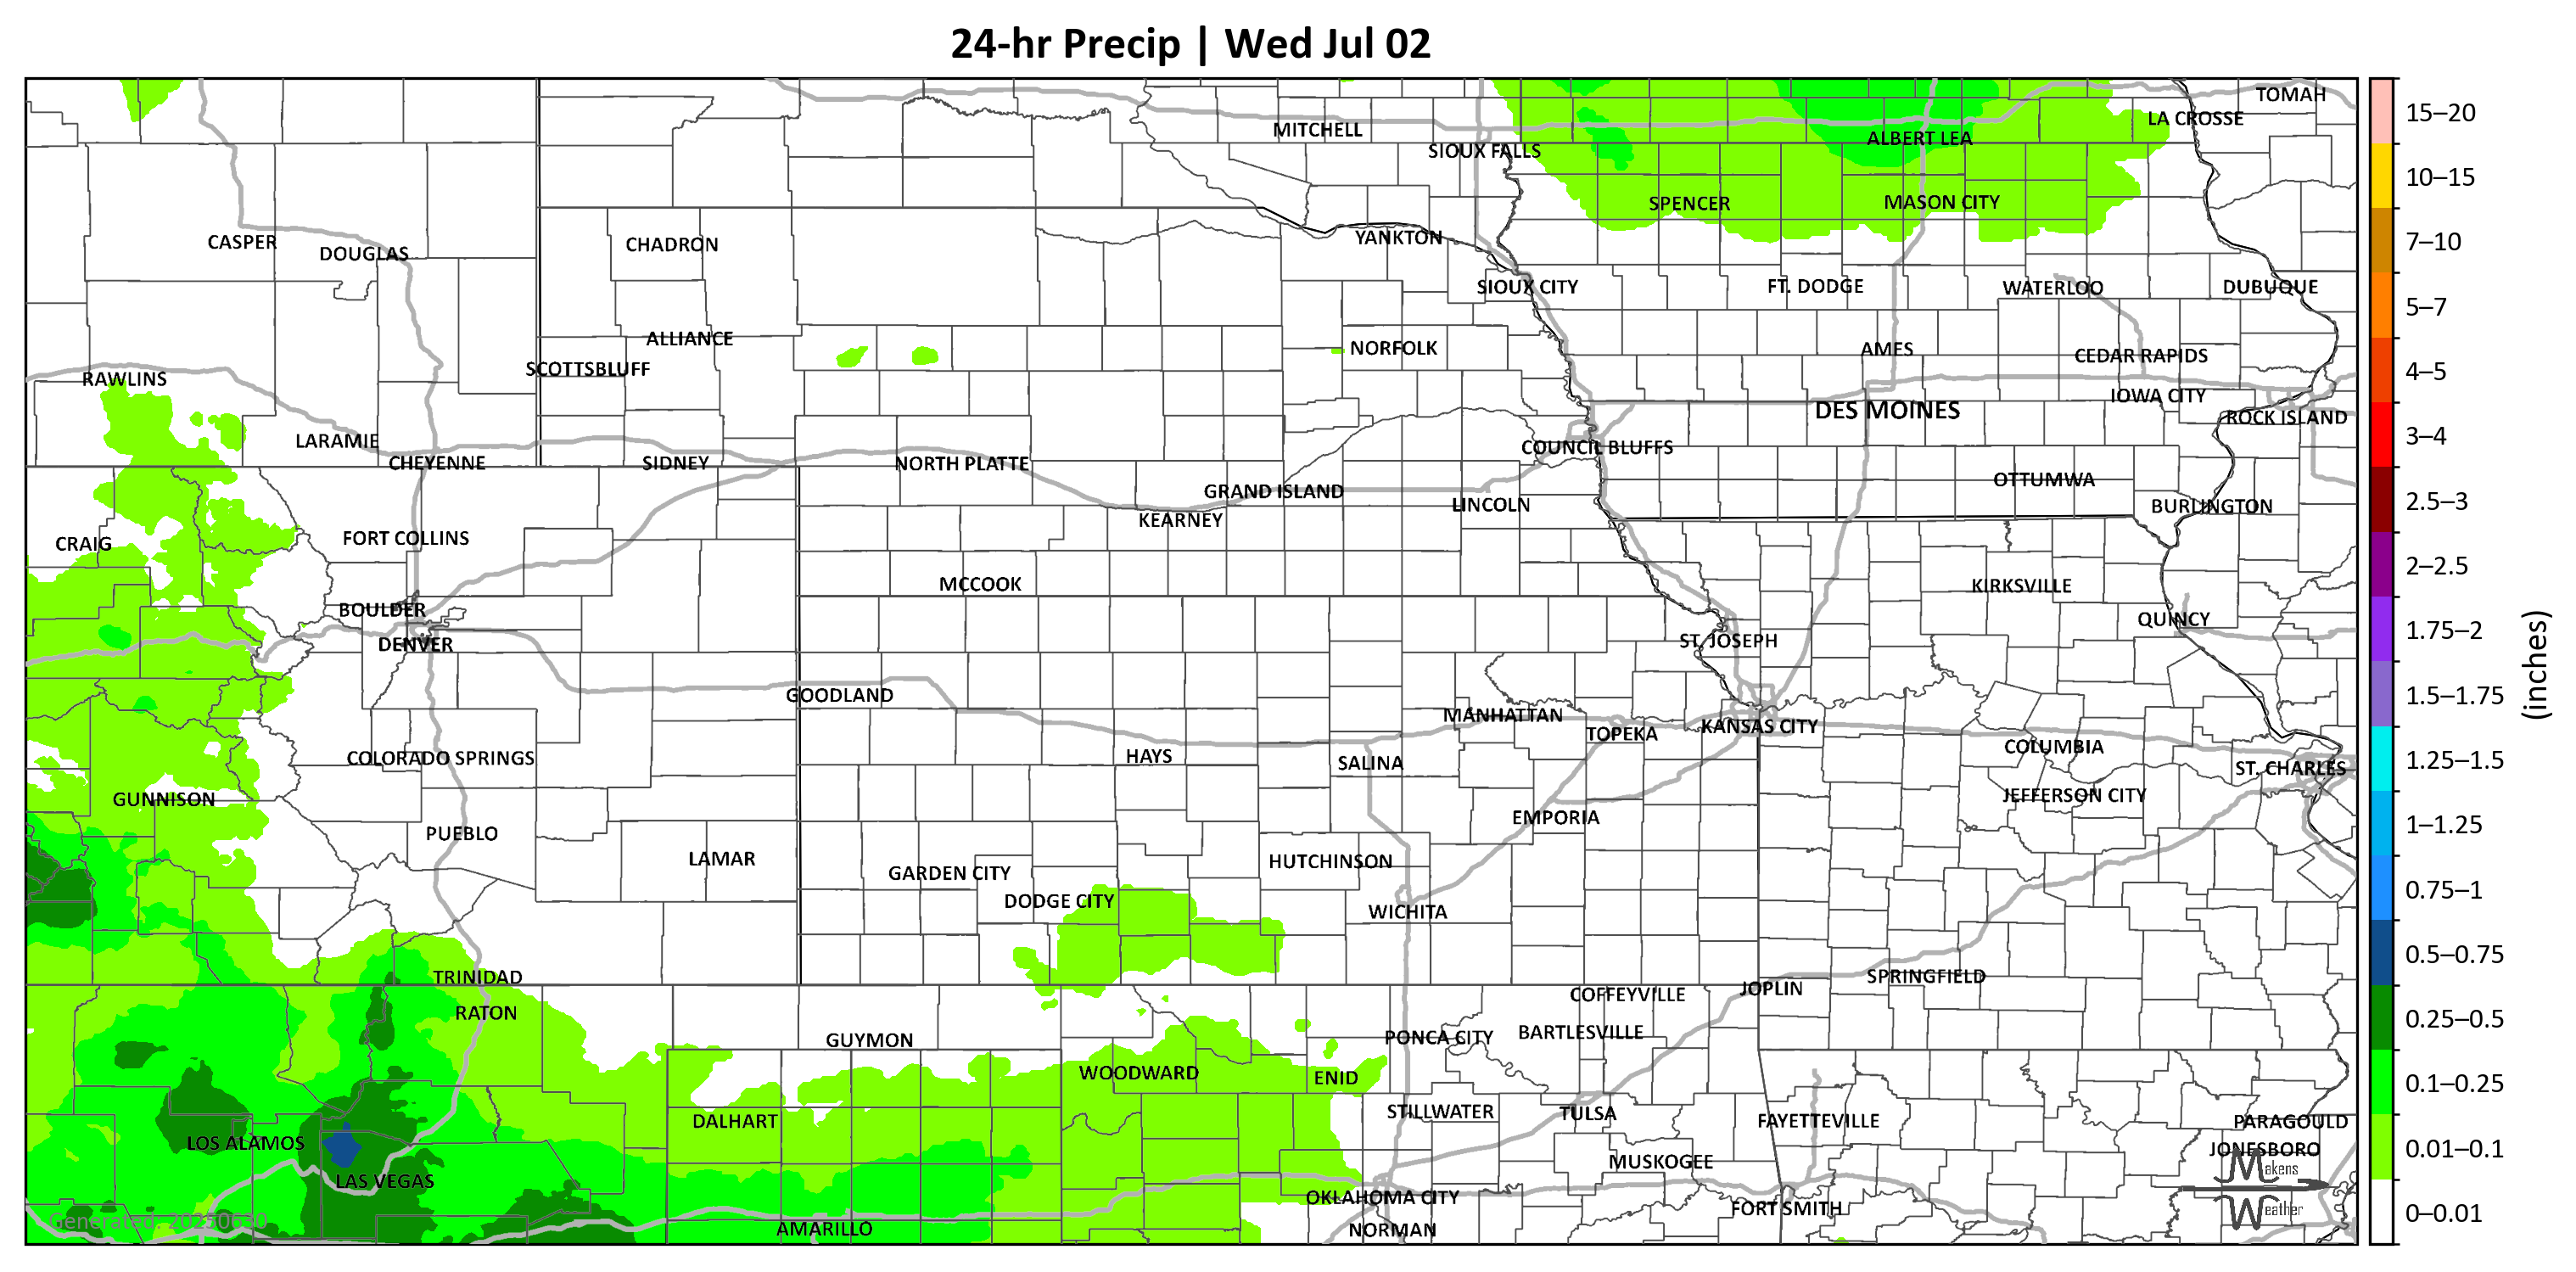 24-hr Precip | Wed Jul 02
TOMAH
LA CROSSE
MITCHELL
ALBERT LEA
SIOUX FALLS
SPENCER
MASON CITY
CASPER
DOUGLAS
CHADRON
YANKTON
SIOUX CITY
FT. DODGE
WATERLOO
DUBUQUE
ALLIANCE
NORFOLK
AMES
CEDAR RAPIDS
SCOTTSBLUFF
RAWLINS
IOWA CITY
DES MOINES
ROCK ISLAND
LARAMIE
COUNCIL BLUFFS
CHEYENNE
SIDNEY
NORTH PLATTE
OTTUMWA
GRAND ISLAND
LINCOLN
BURLINGTON
KEARNEY
FORT COLLINS
CRAIG
MCCOOK
KIRKSVILLE
BOULDER
QUINCY
DENVER
ST. JOSEPH
GOODLAND
MANHATTAN
KANSAS CITY
TOPEKA
COLUMBIA
COLORADO SPRINGS
HAYS
SALINA
ST. CHARLES
GUNNISON
JEFFERSON CITY
EMPORIA
PUEBLO
LAMAR
HUTCHINSON
GARDEN CITY
DODGE CITY
WICHITA
TRINIDAD
SPRINGFIELD
JOPLIN
COFFEYVILLE
RATON
BARTLESVILLE
PONCA CITY
GUYMON
WOODWARD
ENID
STILLWATER
TULSA
DALHART
FAYETTEVILLE
PARAGOULD
LOS ALAMOS
JONESBORO
MUSKOGEE
LAS VEGAS
OKLAHOMA CITY
FORT SMITH
AMARILLO
NORMAN
Generated: 20250630
Makens
Weather
15–20
10–15
7–10
5–7
4–5
3–4
2.5–3
2–2.5
1.75–2
1.5–1.75
1.25–1.5
1–1.25
0.75–1
0.5–0.75
0.25–0.5
0.1–0.25
0.01–0.1
0–0.01
(inches)